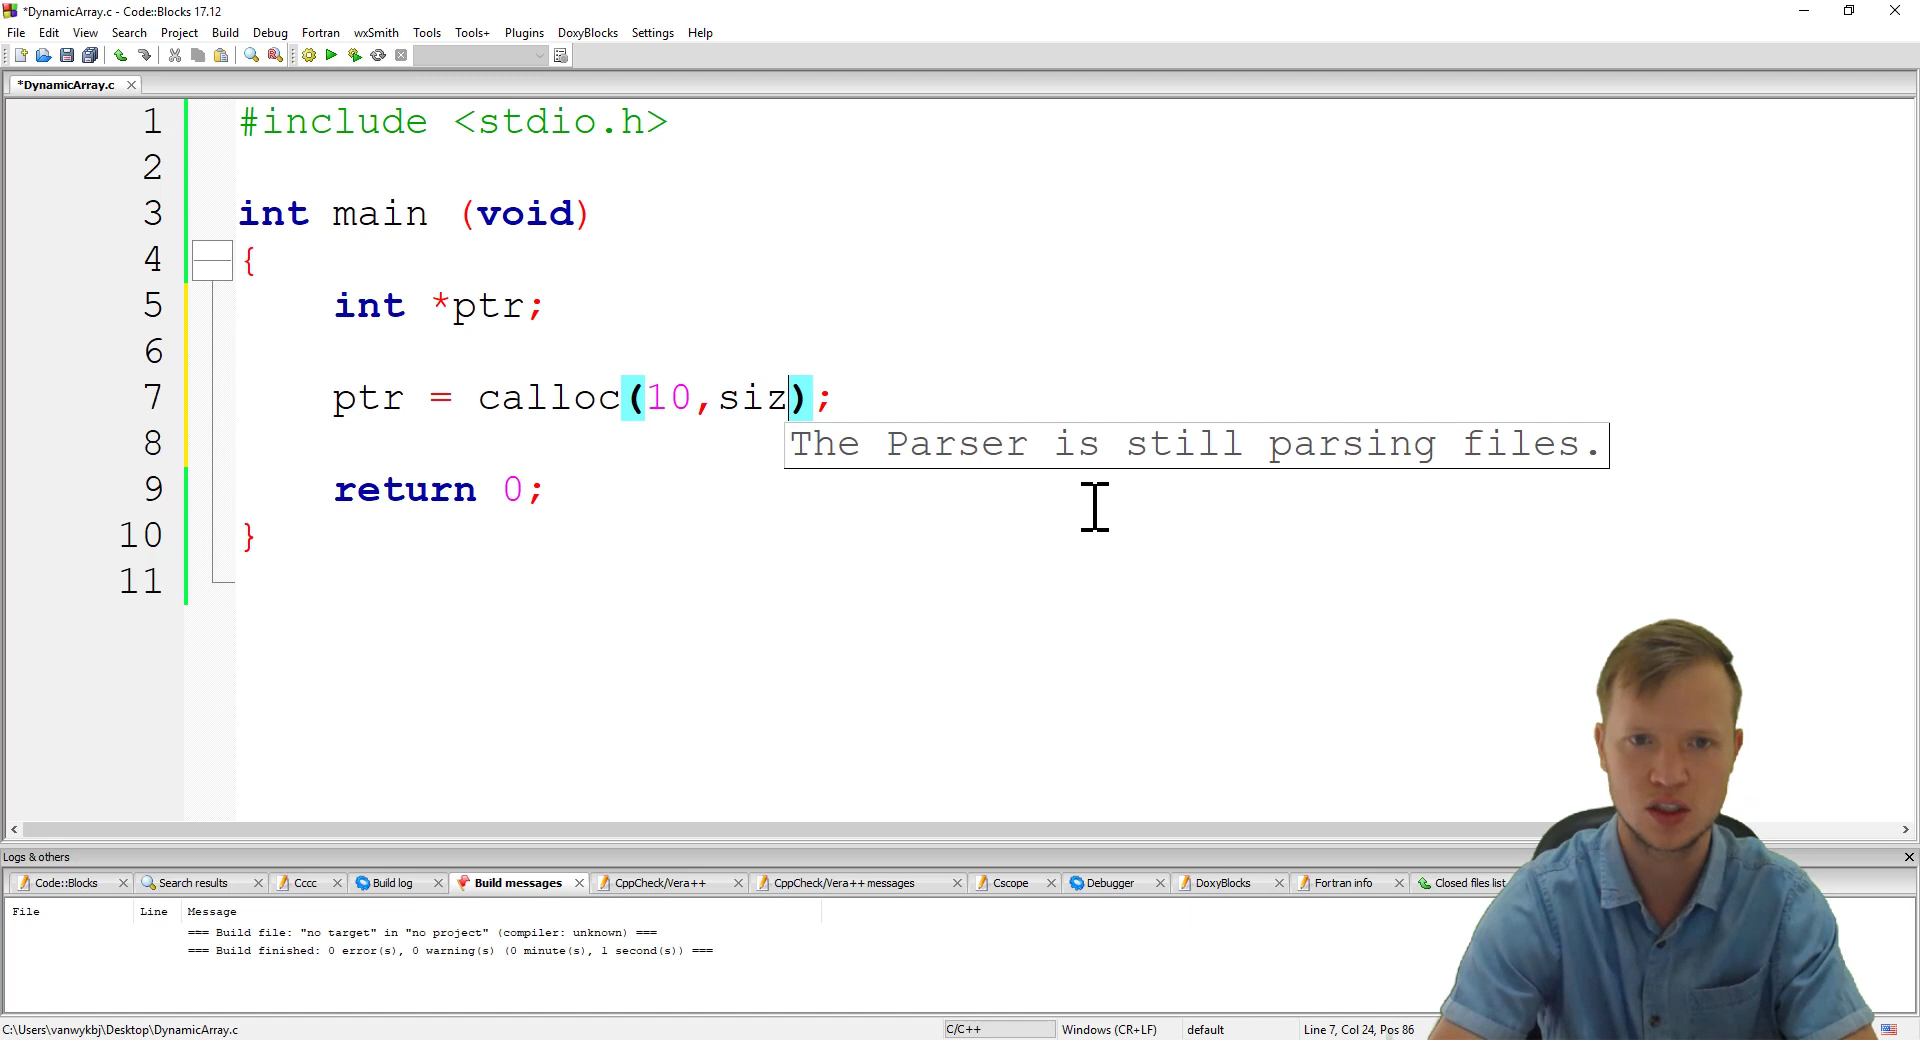 *DynamicArray.c - Code::Blocks 17.12
File Edit View Search Project Build Debug Fortran wxSmith Tools Tools+ Plugins DoxyBlocks Settings Help
*DynamicArray.c
1 #include <stdio.h>
2
3 int main (void)
4 {
5 int *ptr;
6
7 ptr = calloc(10,siz);
8 The Parser is still parsing files.
9 return 0;
10 }
11
Logs & others
Code::Blocks Search results Cccc Build log Build messages CppCheck/Vera++ CppCheck/Vera++ messages Cscope Debugger DoxyBlocks Fortran info Closed files list
File Line Message
=== Build file: "no target" in "no project" (compiler: unknown) ===
=== Build finished: 0 error(s), 0 warning(s) (0 minute(s), 1 second(s)) ===
C:\Users\vanwykbj\Desktop\DynamicArray.c C/C++ Windows (CR+LF) default Line 7, Col 24, Pos 86